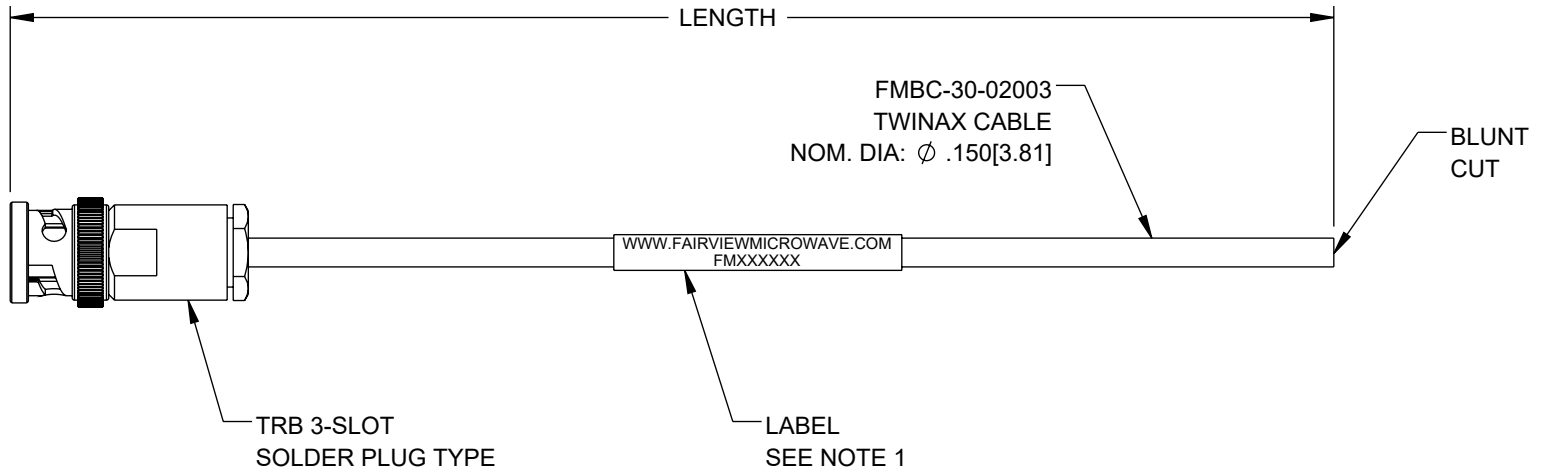 LENGTH
FMBC-30-02003
TWINAX CABLE
NOM. DIA: ∅ .150[3.81]
BLUNT
CUT
WWW.FAIRVIEWMICROWAVE.COM
FMXXXXXX
TRB 3-SLOT
SOLDER PLUG TYPE
LABEL
SEE NOTE 1